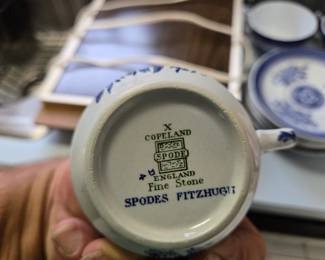 X
COPELAND
SPODE
ENGLAND
Fine Stone
SPODES FITZHUGH